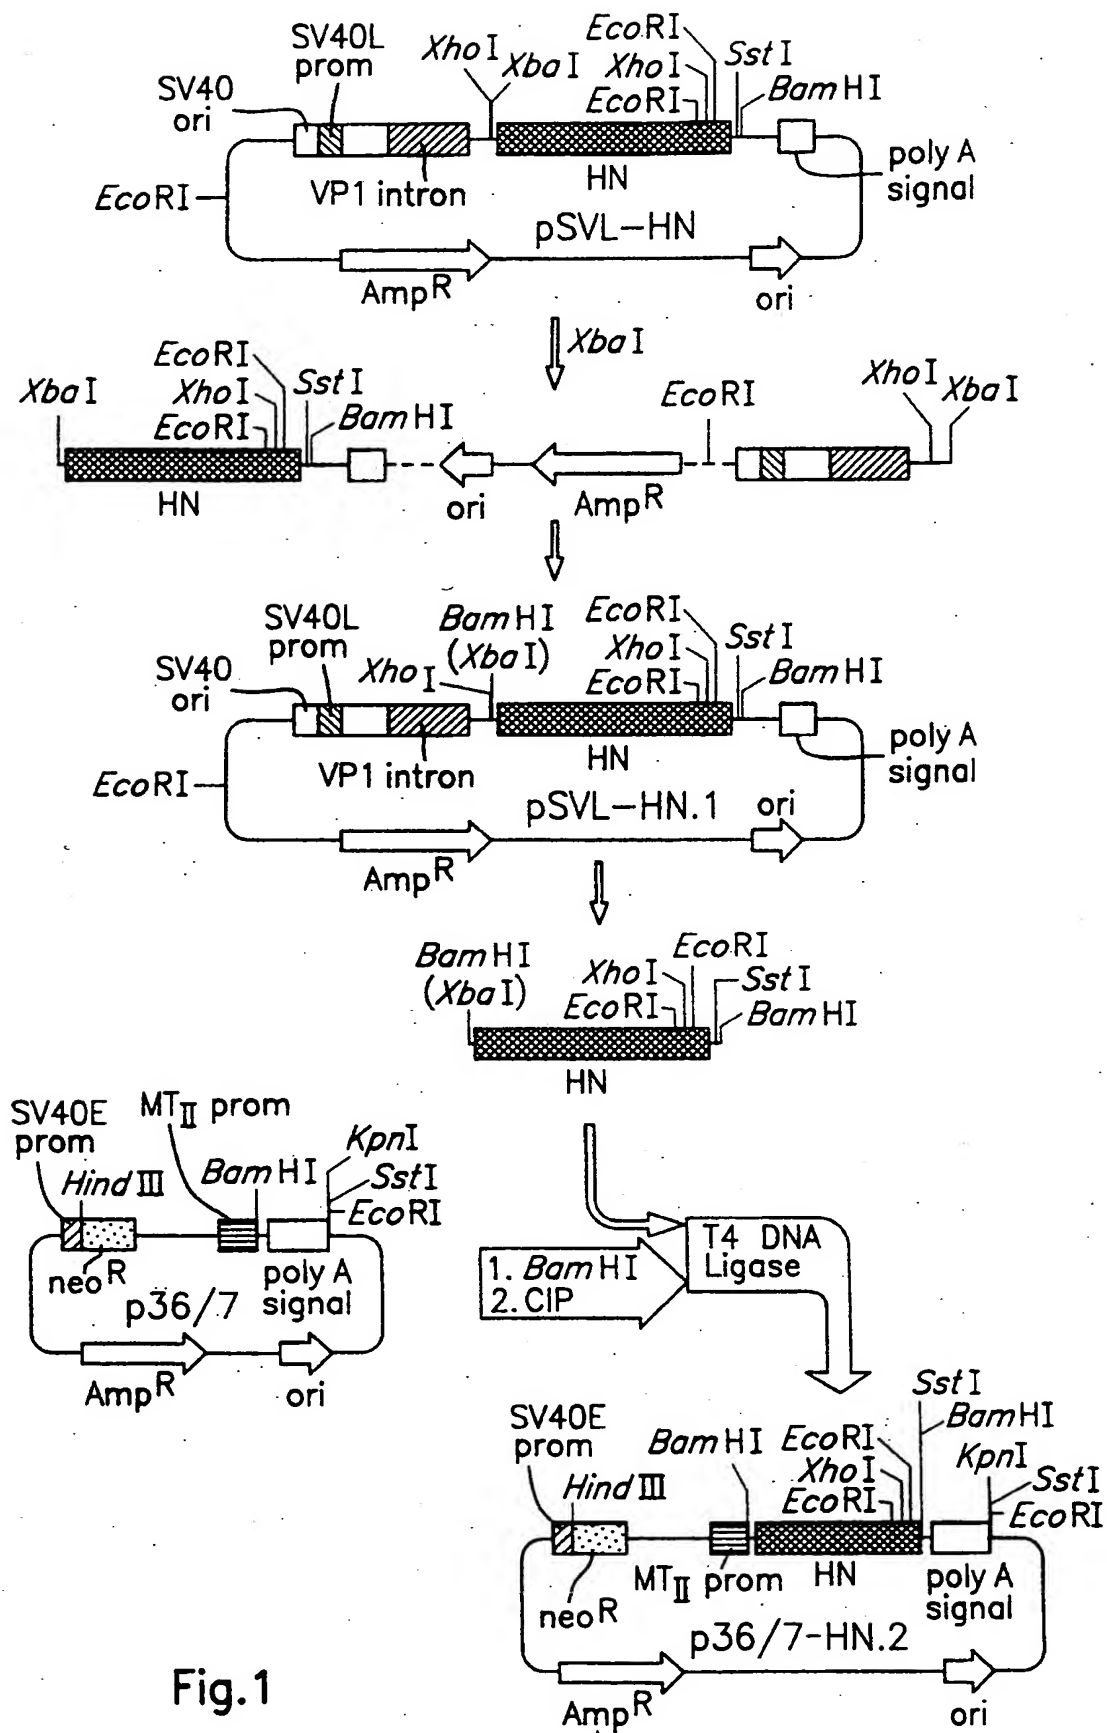 SV40
ori
SV40L
prom
XhoI
XbaI
EcoRI
XhoI
EcoRI
SstI
BamHI
EcoRI
VP1 intron
HN
poly A
signal
pSVL-HN
AmpR
ori
XbaI
XbaI
EcoRI
XhoI
EcoRI
SstI
BamHI
EcoRI
XhoI
XbaI
HN
ori
AmpR
SV40
ori
SV40L
prom
XhoI
BamHI
(XbaI)
EcoRI
XhoI
EcoRI
SstI
BamHI
EcoRI
VP1 intron
HN
poly A
signal
pSVL-HN.1
ori
AmpR
BamHI
(XbaI)
XhoI
EcoRI
EcoRI
SstI
BamHI
HN
SV40E
prom
MTII prom
HindIII
BamHI
KpnI
SstI
EcoRI
neoR
poly A
signal
p36/7
AmpR
ori
1. BamHI
2. CIP
T4 DNA
Ligase
SV40E
prom
HindIII
BamHI
EcoRI
XhoI
EcoRI
SstI
BamHI
KpnI
SstI
EcoRI
neoR
MTII prom
HN
poly A
signal
p36/7-HN.2
AmpR
ori
Fig.1